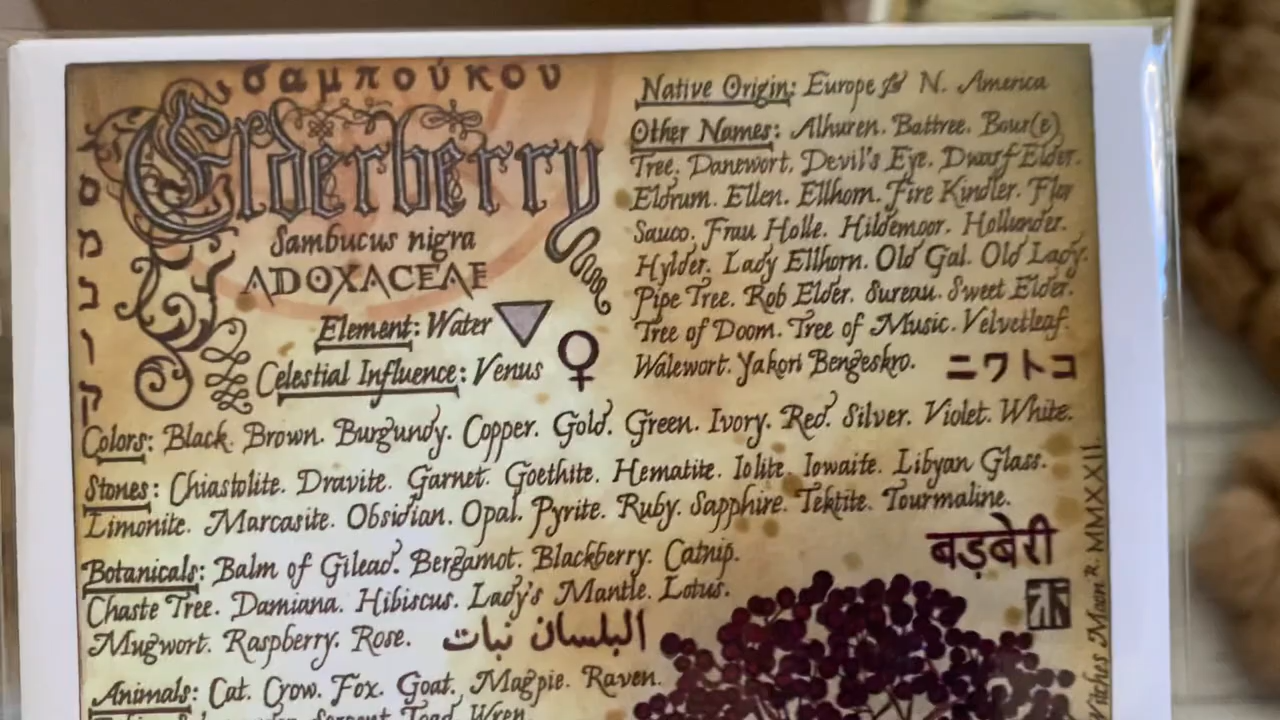 σαμπούκου
Elderberry
Sambucus nigra
ADOXACEAE
Element: Water
Celestial Influence: Venus
סמבוק
Native Origin: Europe & N. America
Other Names: Alhuren. Battree. Bour(e)
Tree. Danewort. Devil's Eye. Dwarf Elder.
Eldrum. Ellen. Ellhorn. Fire Kindler. Flor
Sauco. Frau Holle. Hildemoor. Hollunder.
Hylder. Lady Ellhorn. Old Gal. Old Lady.
Pipe Tree. Rob Elder. Sureau. Sweet Elder.
Tree of Doom. Tree of Music. Velvetleaf.
Walewort. Yakori Bengeskro.
ニワトコ
Colors: Black. Brown. Burgundy. Copper. Gold. Green. Ivory. Red. Silver. Violet. White.
Stones: Chiastolite. Dravite. Garnet. Goethite. Hematite. Iolite. Iowaite. Libyan Glass.
Limonite. Marcasite. Obsidian. Opal. Pyrite. Ruby. Sapphire. Tektite. Tourmaline.
बड़बेरी
Botanicals: Balm of Gilead. Bergamot. Blackberry. Catnip.
Chaste Tree. Damiana. Hibiscus. Lady's Mantle. Lotus.
Mugwort. Raspberry. Rose.
البلسان نبات
Animals: Cat. Crow. Fox. Goat. Magpie. Raven.
Serpent. Toad. Wren.
Witches Moon R. MMXXII